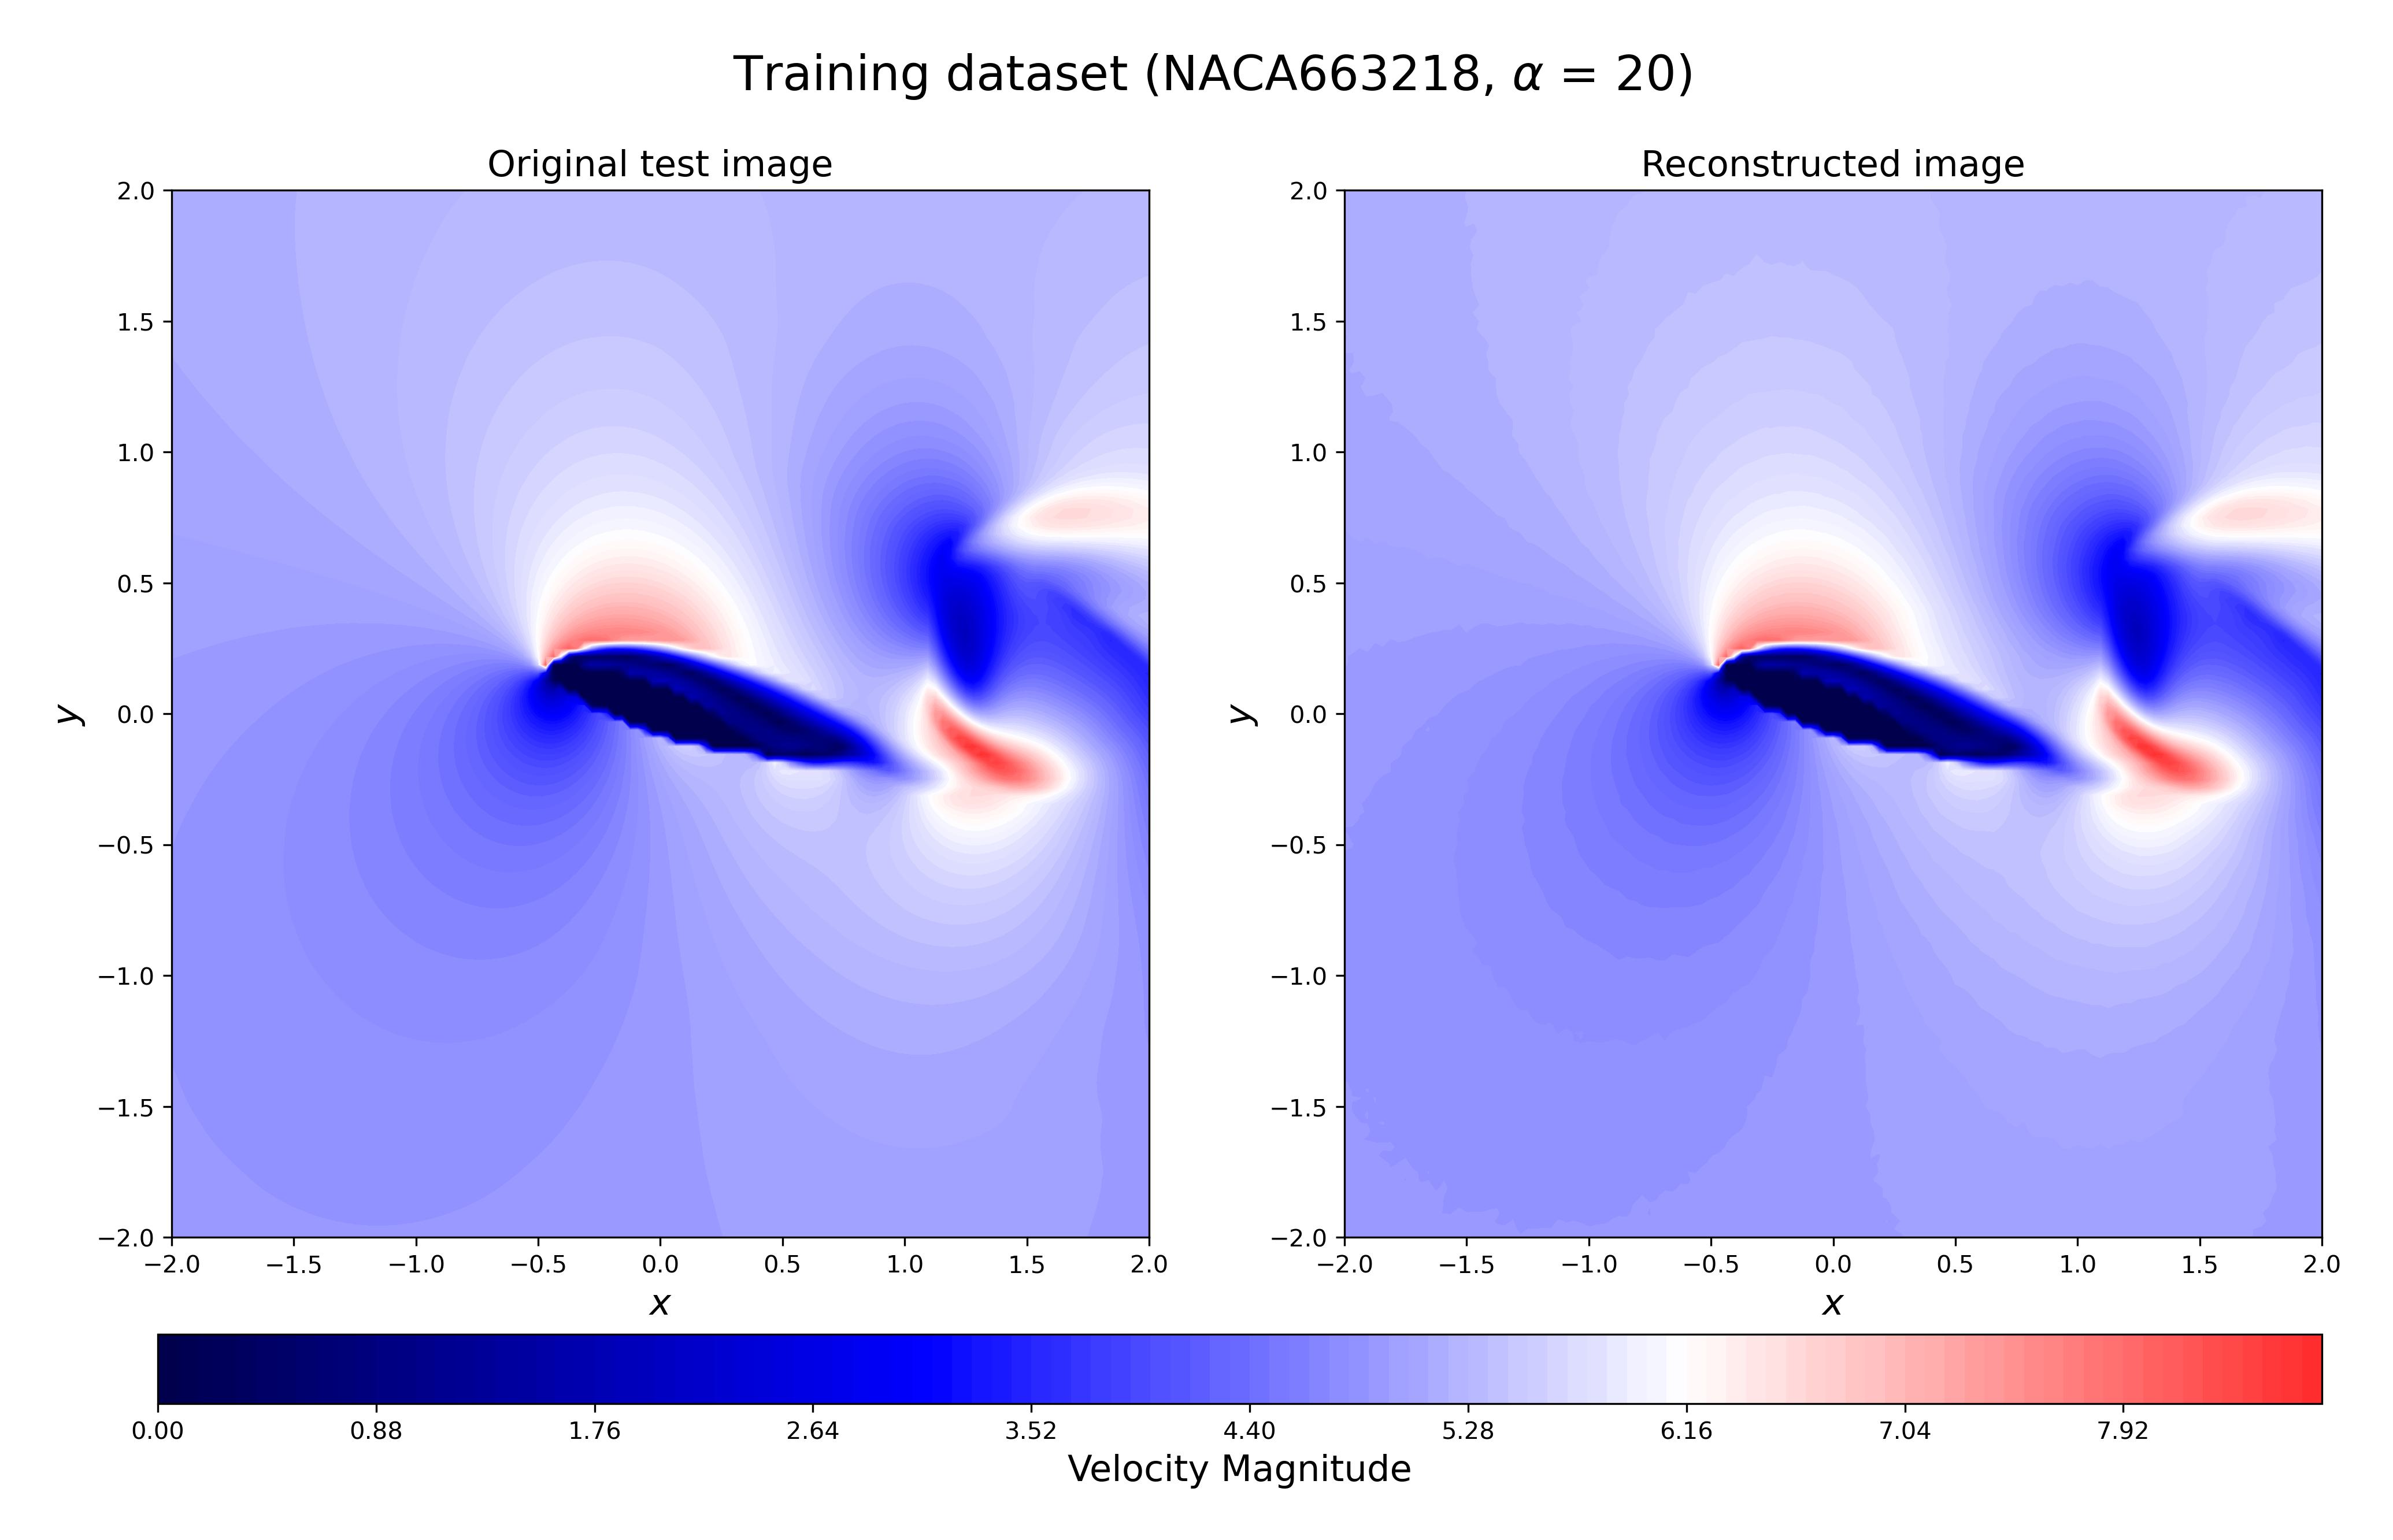 Training dataset (NACA663218, α = 20)
Original test image
2.0
1.5
1.0
0.5
0.0
−0.5
−1.0
−1.5
−2.0
y
−2.0 −1.5 −1.0 −0.5 0.0 0.5 1.0 1.5 2.0
x
Reconstructed image
2.0
1.5
1.0
0.5
0.0
−0.5
−1.0
−1.5
−2.0
y
−2.0 −1.5 −1.0 −0.5 0.0 0.5 1.0 1.5 2.0
x
0.00 0.88 1.76 2.64 3.52 4.40 5.28 6.16 7.04 7.92
Velocity Magnitude